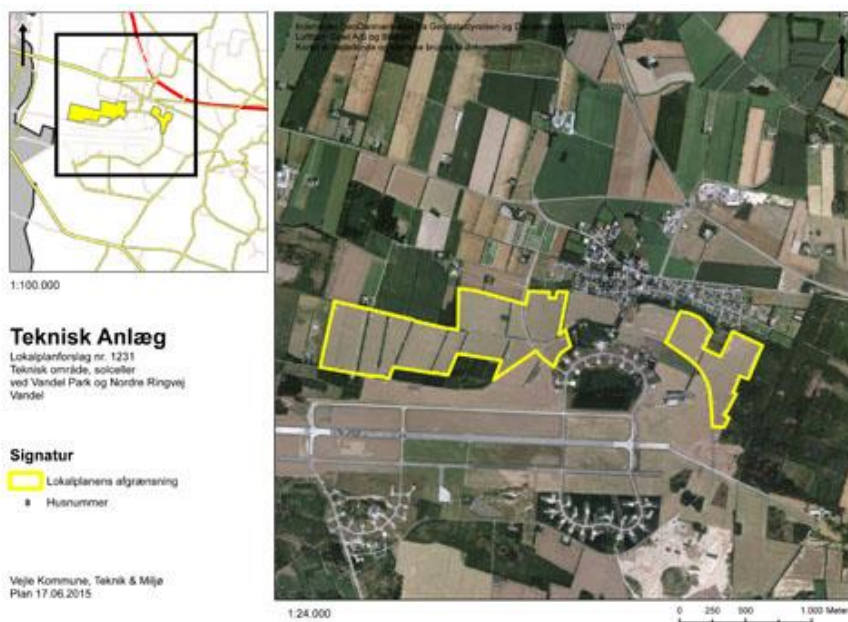 1:100.000
Teknisk Anlæg
Lokalplanforslag nr. 1231
Teknisk område, solceller
ved Vandel Park og Nordre Ringvej
Vandel
Signatur
Lokalplanens afgrænsning
Husnummer
Vejle Kommune, Teknik & Miljø
Plan 17.06.2015
1:24.000
0 250 500 1.000 Meter